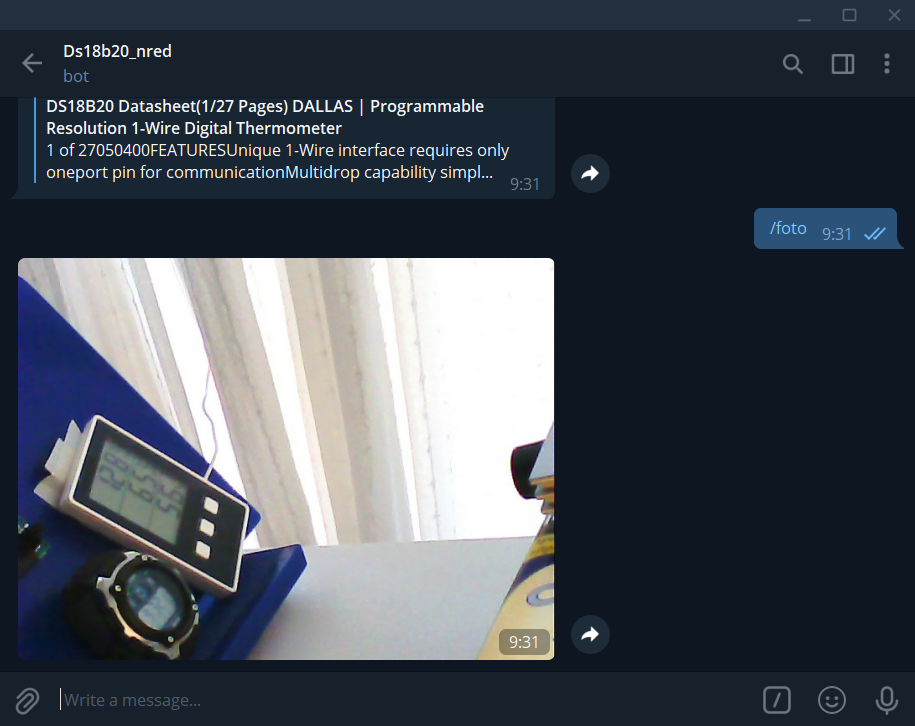 Ds18b20_nred
bot
DS18B20 Datasheet(1/27 Pages) DALLAS | Programmable
Resolution 1-Wire Digital Thermometer
1 of 27050400FEATURESUnique 1-Wire interface requires only
oneport pin for communicationMultidrop capability simpl...
9:31
/foto 9:31
9:31
Write a message...